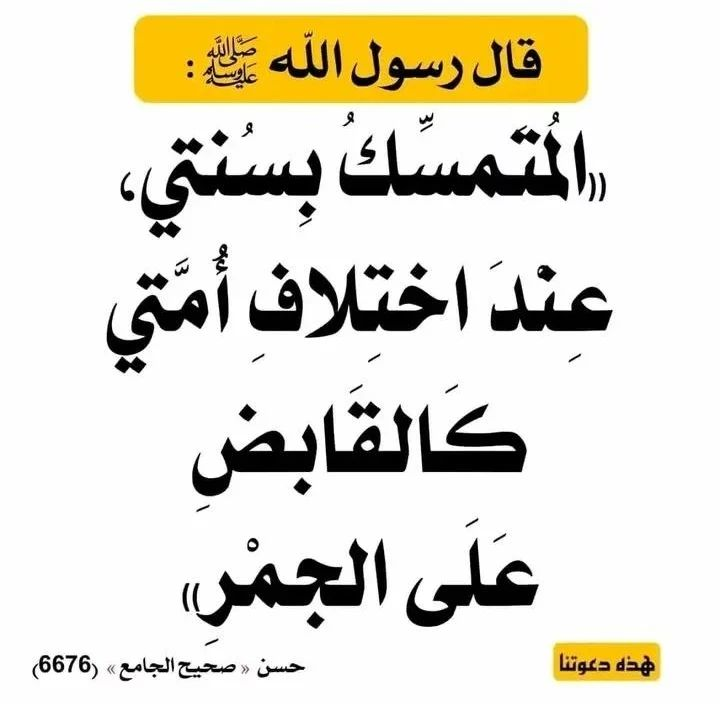 قال رسول الله ﷺ :
«المُتَمسِّكُ بِسُنتي،
عِنْدَ اختِلافِ أُمَّتي
كَالقَابضِ
عَلَى الجمْرِ»
حسن « صحيح الجامع » (6676)
هذه دعوتنا